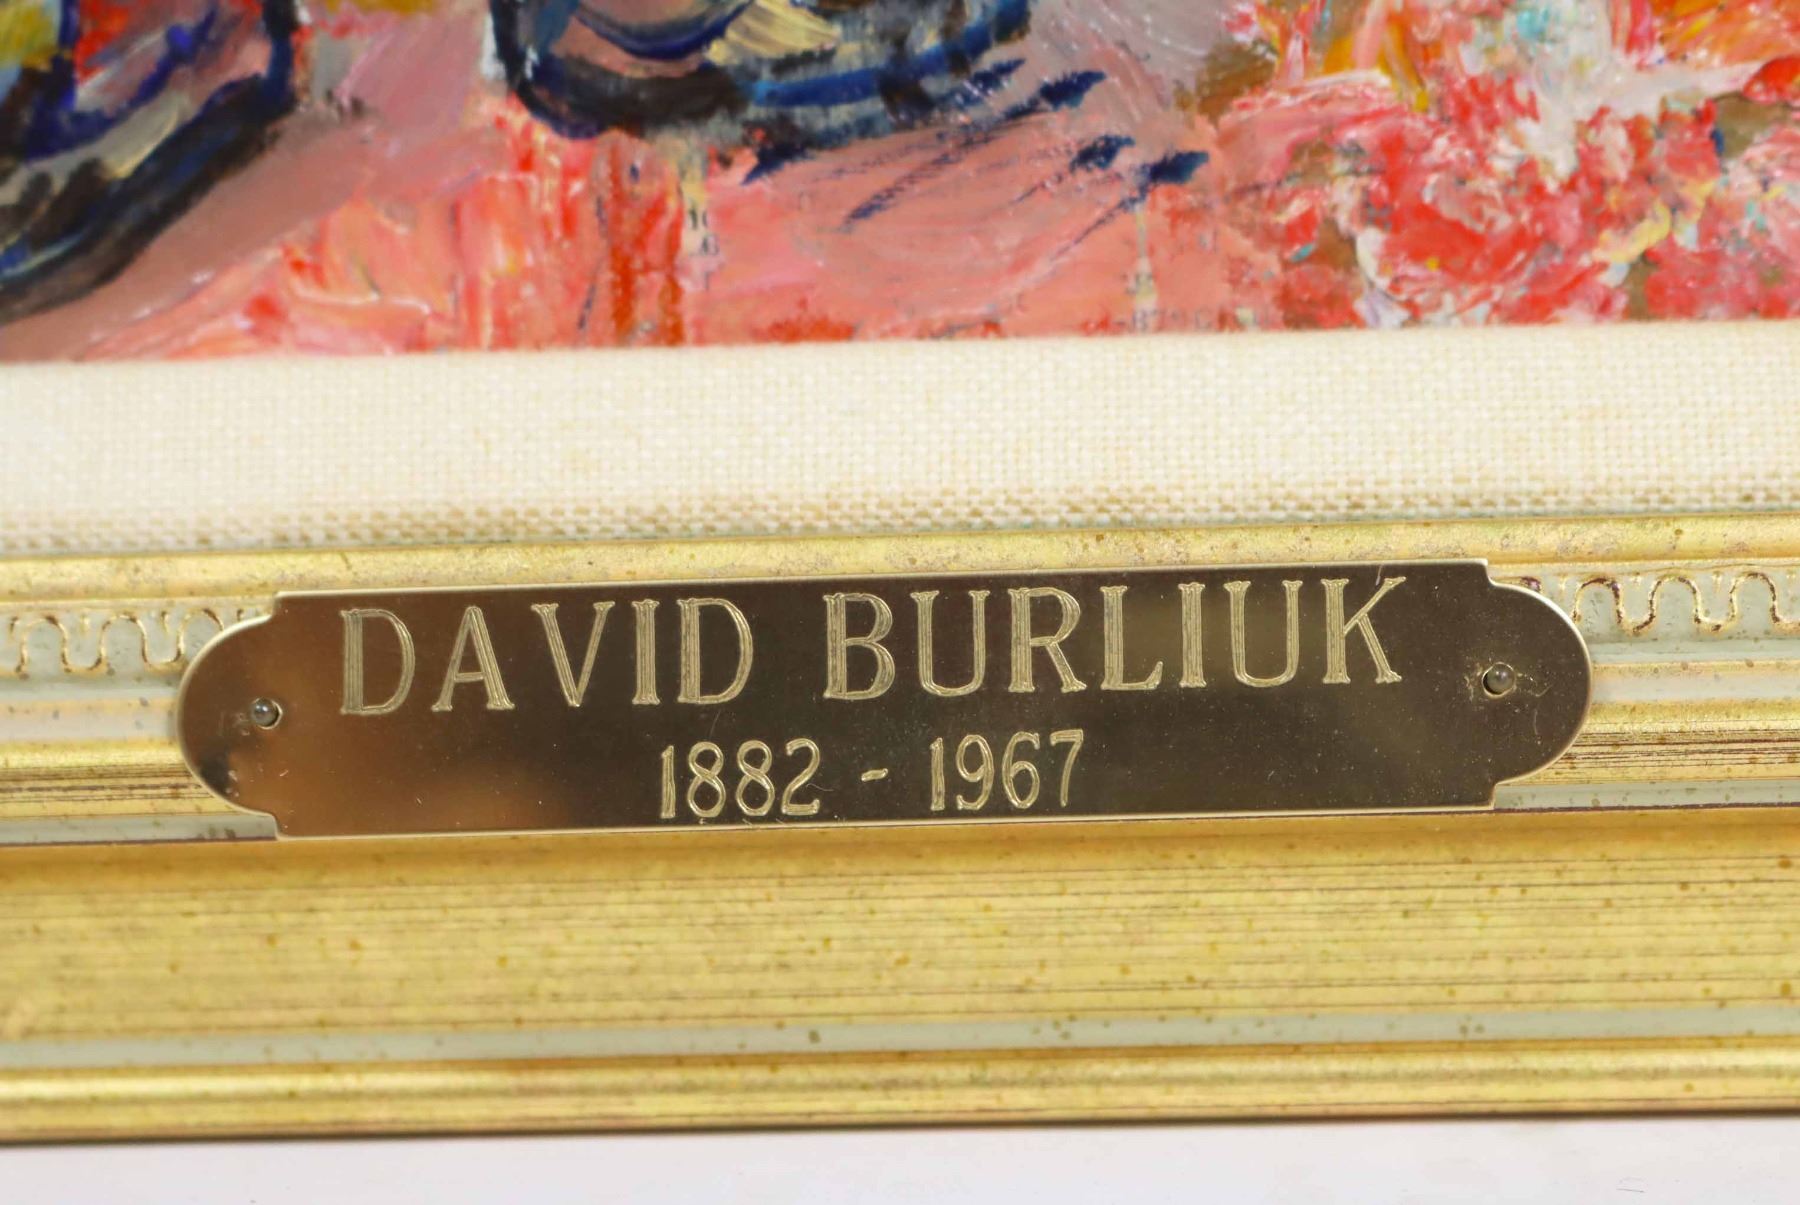 DAVID BURLIUK
1882 - 1967